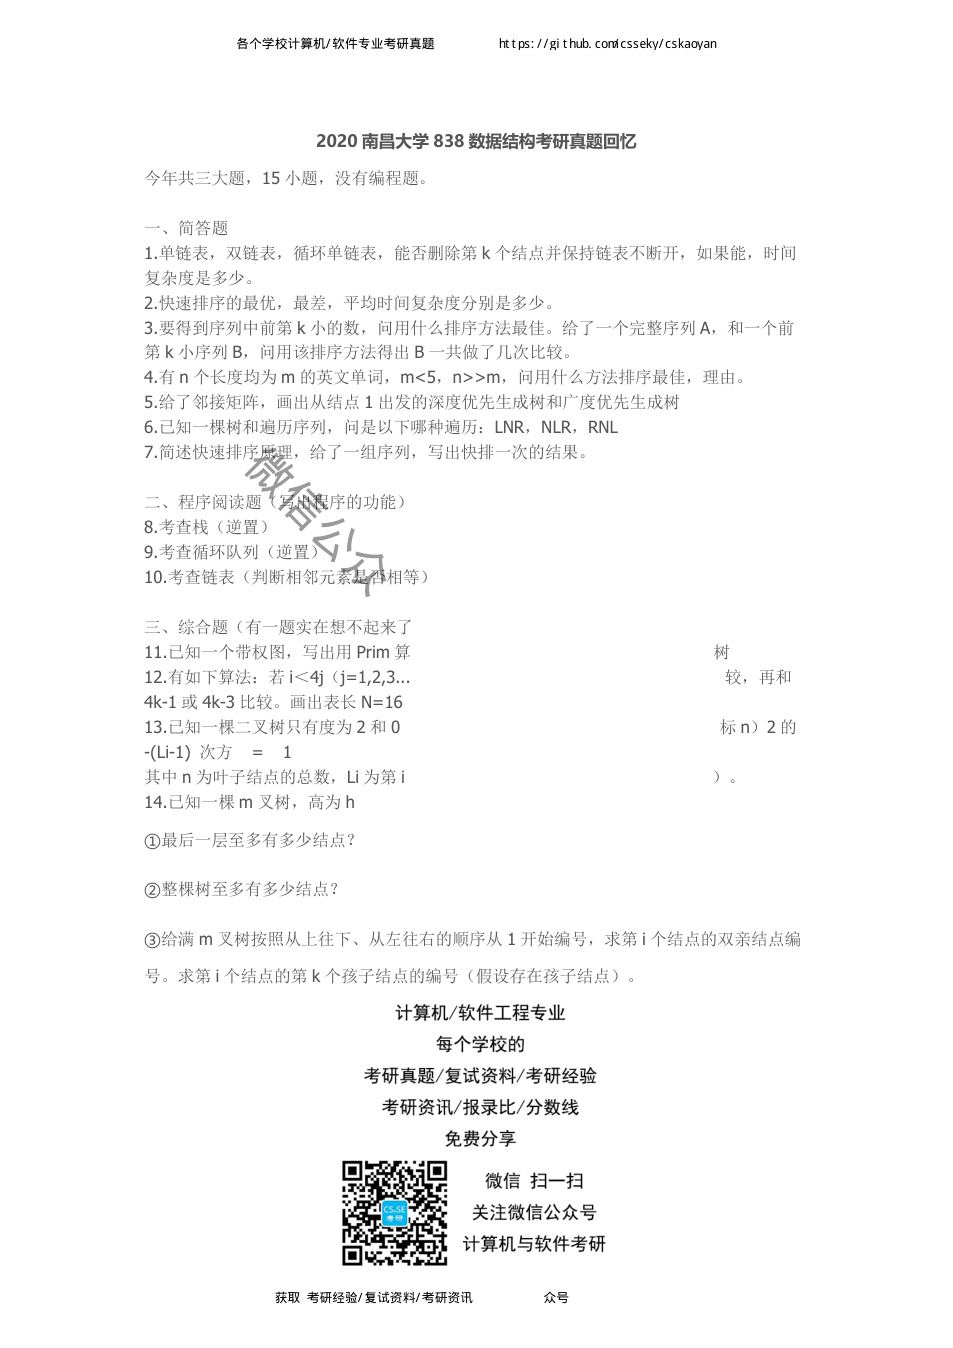 各个学校计算机/软件专业考研真题 https://github.com/csseky/cskaoyan
2020 南昌大学 838 数据结构考研真题回忆
今年共三大题，15 小题，没有编程题。
一、简答题
1.单链表，双链表，循环单链表，能否删除第 k 个结点并保持链表不断开，如果能，时间
复杂度是多少。
2.快速排序的最优，最差，平均时间复杂度分别是多少。
3.要得到序列中前第 k 小的数，问用什么排序方法最佳。给了一个完整序列 A，和一个前
第 k 小序列 B，问用该排序方法得出 B 一共做了几次比较。
4.有 n 个长度均为 m 的英文单词，m<5，n>>m，问用什么方法排序最佳，理由。
5.给了邻接矩阵，画出从结点 1 出发的深度优先生成树和广度优先生成树
6.已知一棵树和遍历序列，问是以下哪种遍历：LNR，NLR，RNL
7.简述快速排序原理，给了一组序列，写出快排一次的结果。
二、程序阅读题（写出程序的功能）
8.考查栈（逆置）
9.考查循环队列（逆置）
10.考查链表（判断相邻元素是否相等）
微信公众
三、综合题（有一题实在想不起来了
11.已知一个带权图，写出用 Prim 算 树
12.有如下算法：若 i＜4j（j=1,2,3... 较，再和
4k-1 或 4k-3 比较。画出表长 N=16
13.已知一棵二叉树只有度为 2 和 0 标 n）2 的
-(Li-1) 次方 = 1
其中 n 为叶子结点的总数，Li 为第 i ）。
14.已知一棵 m 叉树，高为 h
①最后一层至多有多少结点？
②整棵树至多有多少结点？
③给满 m 叉树按照从上往下、从左往右的顺序从 1 开始编号，求第 i 个结点的双亲结点编
号。求第 i 个结点的第 k 个孩子结点的编号（假设存在孩子结点）。
计算机/软件工程专业
每个学校的
考研真题/复试资料/考研经验
考研资讯/报录比/分数线
免费分享
CS&SE
考研
微信 扫一扫
关注微信公众号
计算机与软件考研
获取 考研经验/复试资料/考研资讯 众号